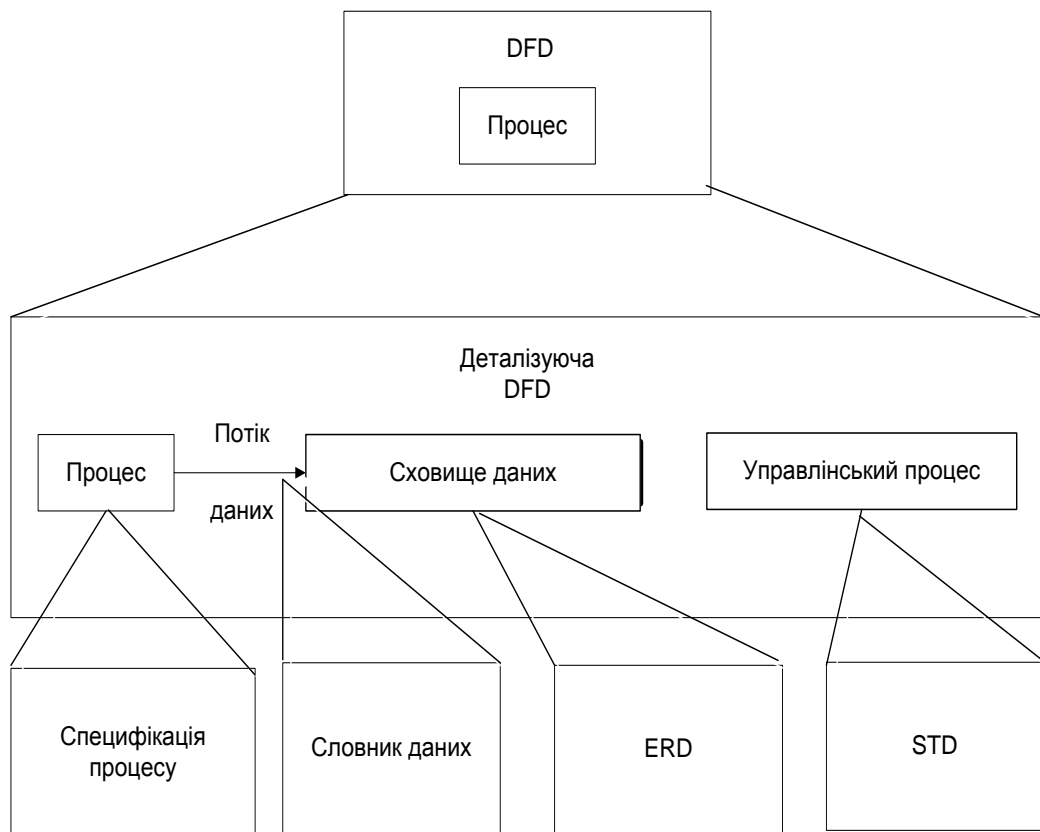 DFD
Процес
Деталізуюча
DFD
Потік
Процес
Сховище даних
Управлінський процес
даних
Специфікація
процесу
Словник даних
ERD
STD